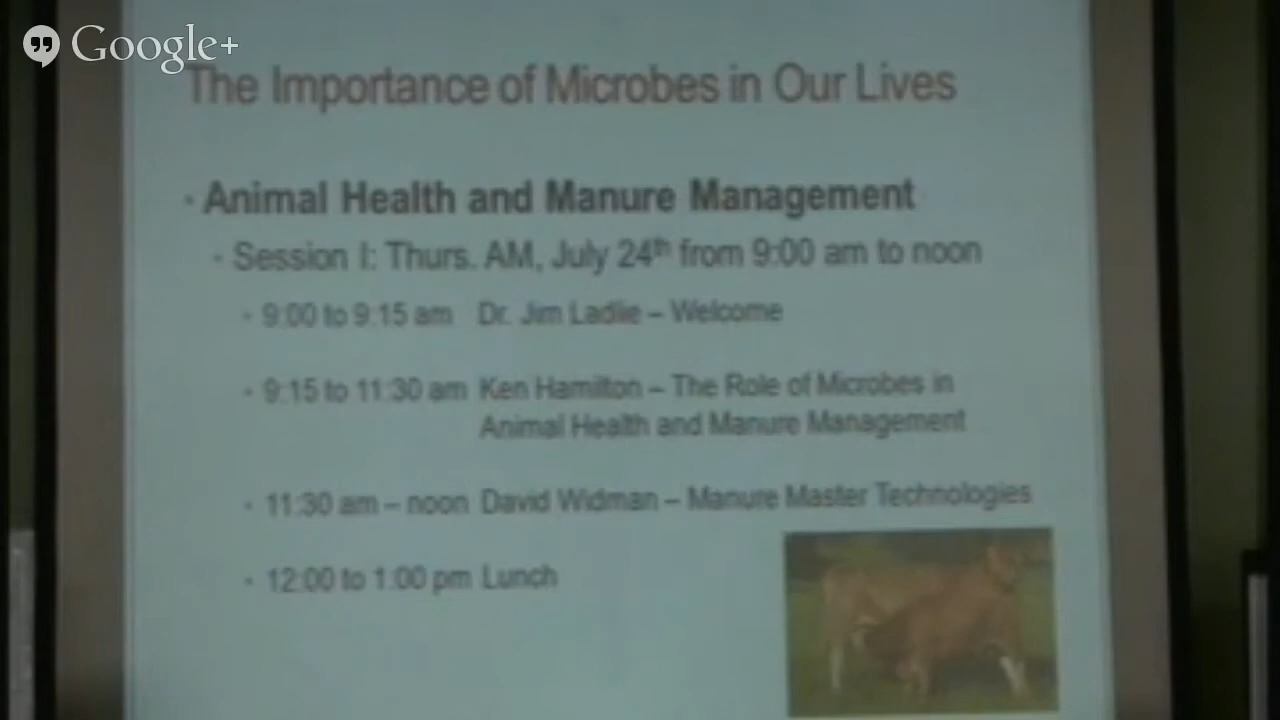 Google+
The Importance of Microbes in Our Lives
• Animal Health and Manure Management
• Session I: Thurs. AM, July 24th from 9:00 am to noon
• 9:00 to 9:15 am Dr. Jim Ladlie – Welcome
• 9:15 to 11:30 am Ken Hamilton – The Role of Microbes in
Animal Health and Manure Management
• 11:30 am – noon David Widman – Manure Master Technologies
• 12:00 to 1:00 pm Lunch